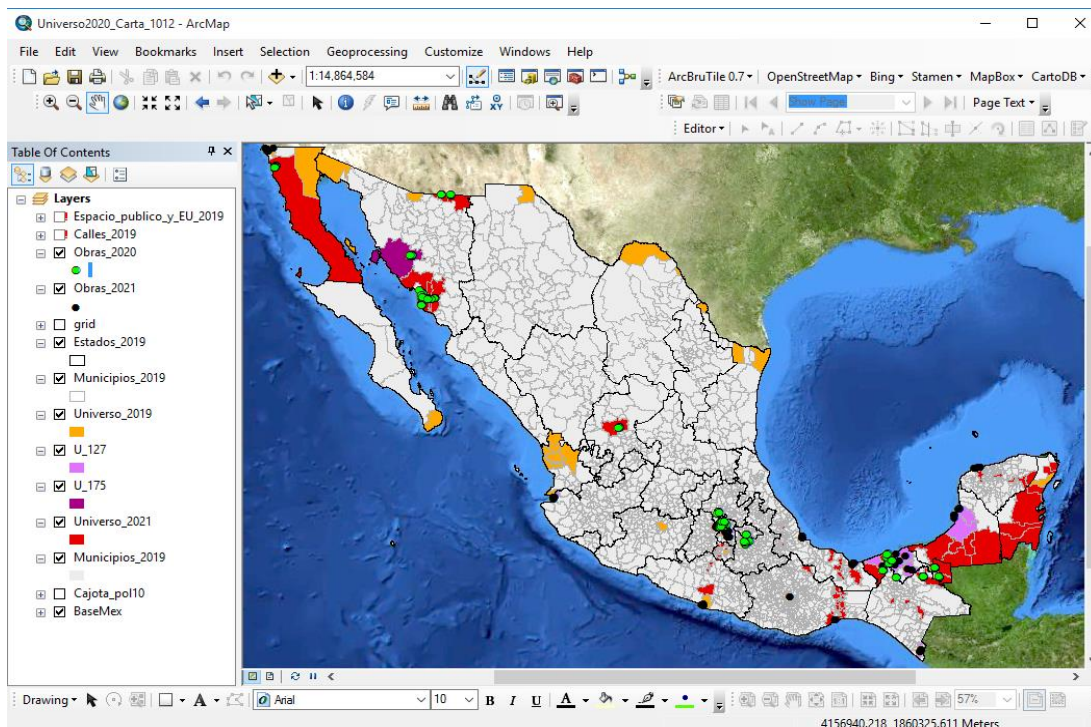 Universo2020_Carta_1012 - ArcMap
File Edit View Bookmarks Insert Selection Geoprocessing Customize Windows Help
1:14,864,584
ArcBruTile 0.7 OpenStreetMap Bing Stamen MapBox CartoDB
Show Page
Page Text
Editor
Table Of Contents
Layers
Espacio_publico_y_EU_2019
Calles_2019
Obras_2020
Obras_2021
grid
Estados_2019
Municipios_2019
Universo_2019
U_127
U_175
Universo_2021
Municipios_2019
Cajota_pol10
BaseMex
Drawing
A
Arial
10
B I U A
57%
4156940.218 1860325.611 Meters